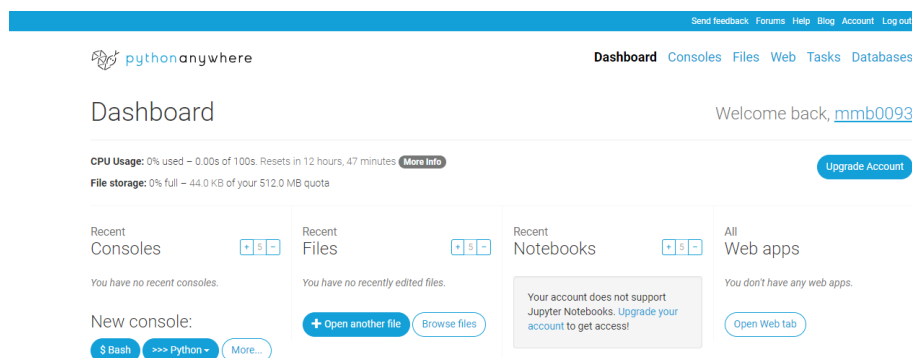 Send feedback Forums Help Blog Account Log out
pythonanywhere
Dashboard Consoles Files Web Tasks Databases
Dashboard
Welcome back, mmb0093
CPU Usage: 0% used – 0.00s of 100s. Resets in 12 hours, 47 minutes More Info
File storage: 0% full – 44.0 KB of your 512.0 MB quota
Upgrade Account
Recent
Consoles
+ 5 −
You have no recent consoles.
New console:
$ Bash >>> Python More...
Recent
Files
+ 5 −
You have no recently edited files.
+ Open another file Browse files
Recent
Notebooks
+ 5 −
Your account does not support
Jupyter Notebooks. Upgrade your
account to get access!
All
Web apps
You don't have any web apps.
Open Web tab